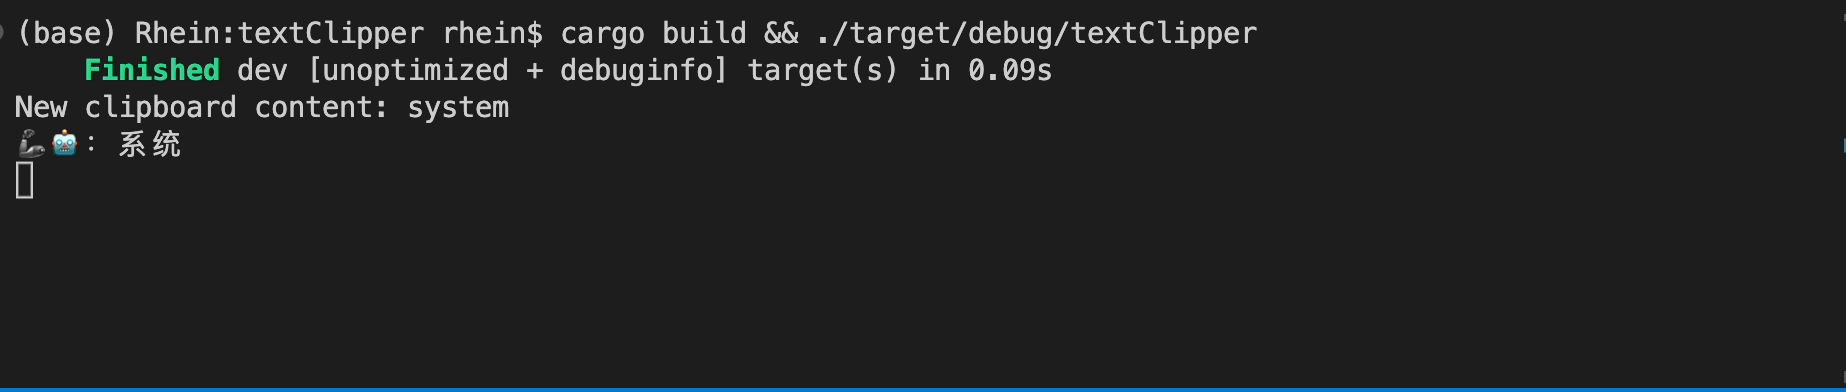 (base) Rhein:textClipper rhein$ cargo build && ./target/debug/textClipper
Finished dev [unoptimized + debuginfo] target(s) in 0.09s
New clipboard content: system
🦾🤖: 系统